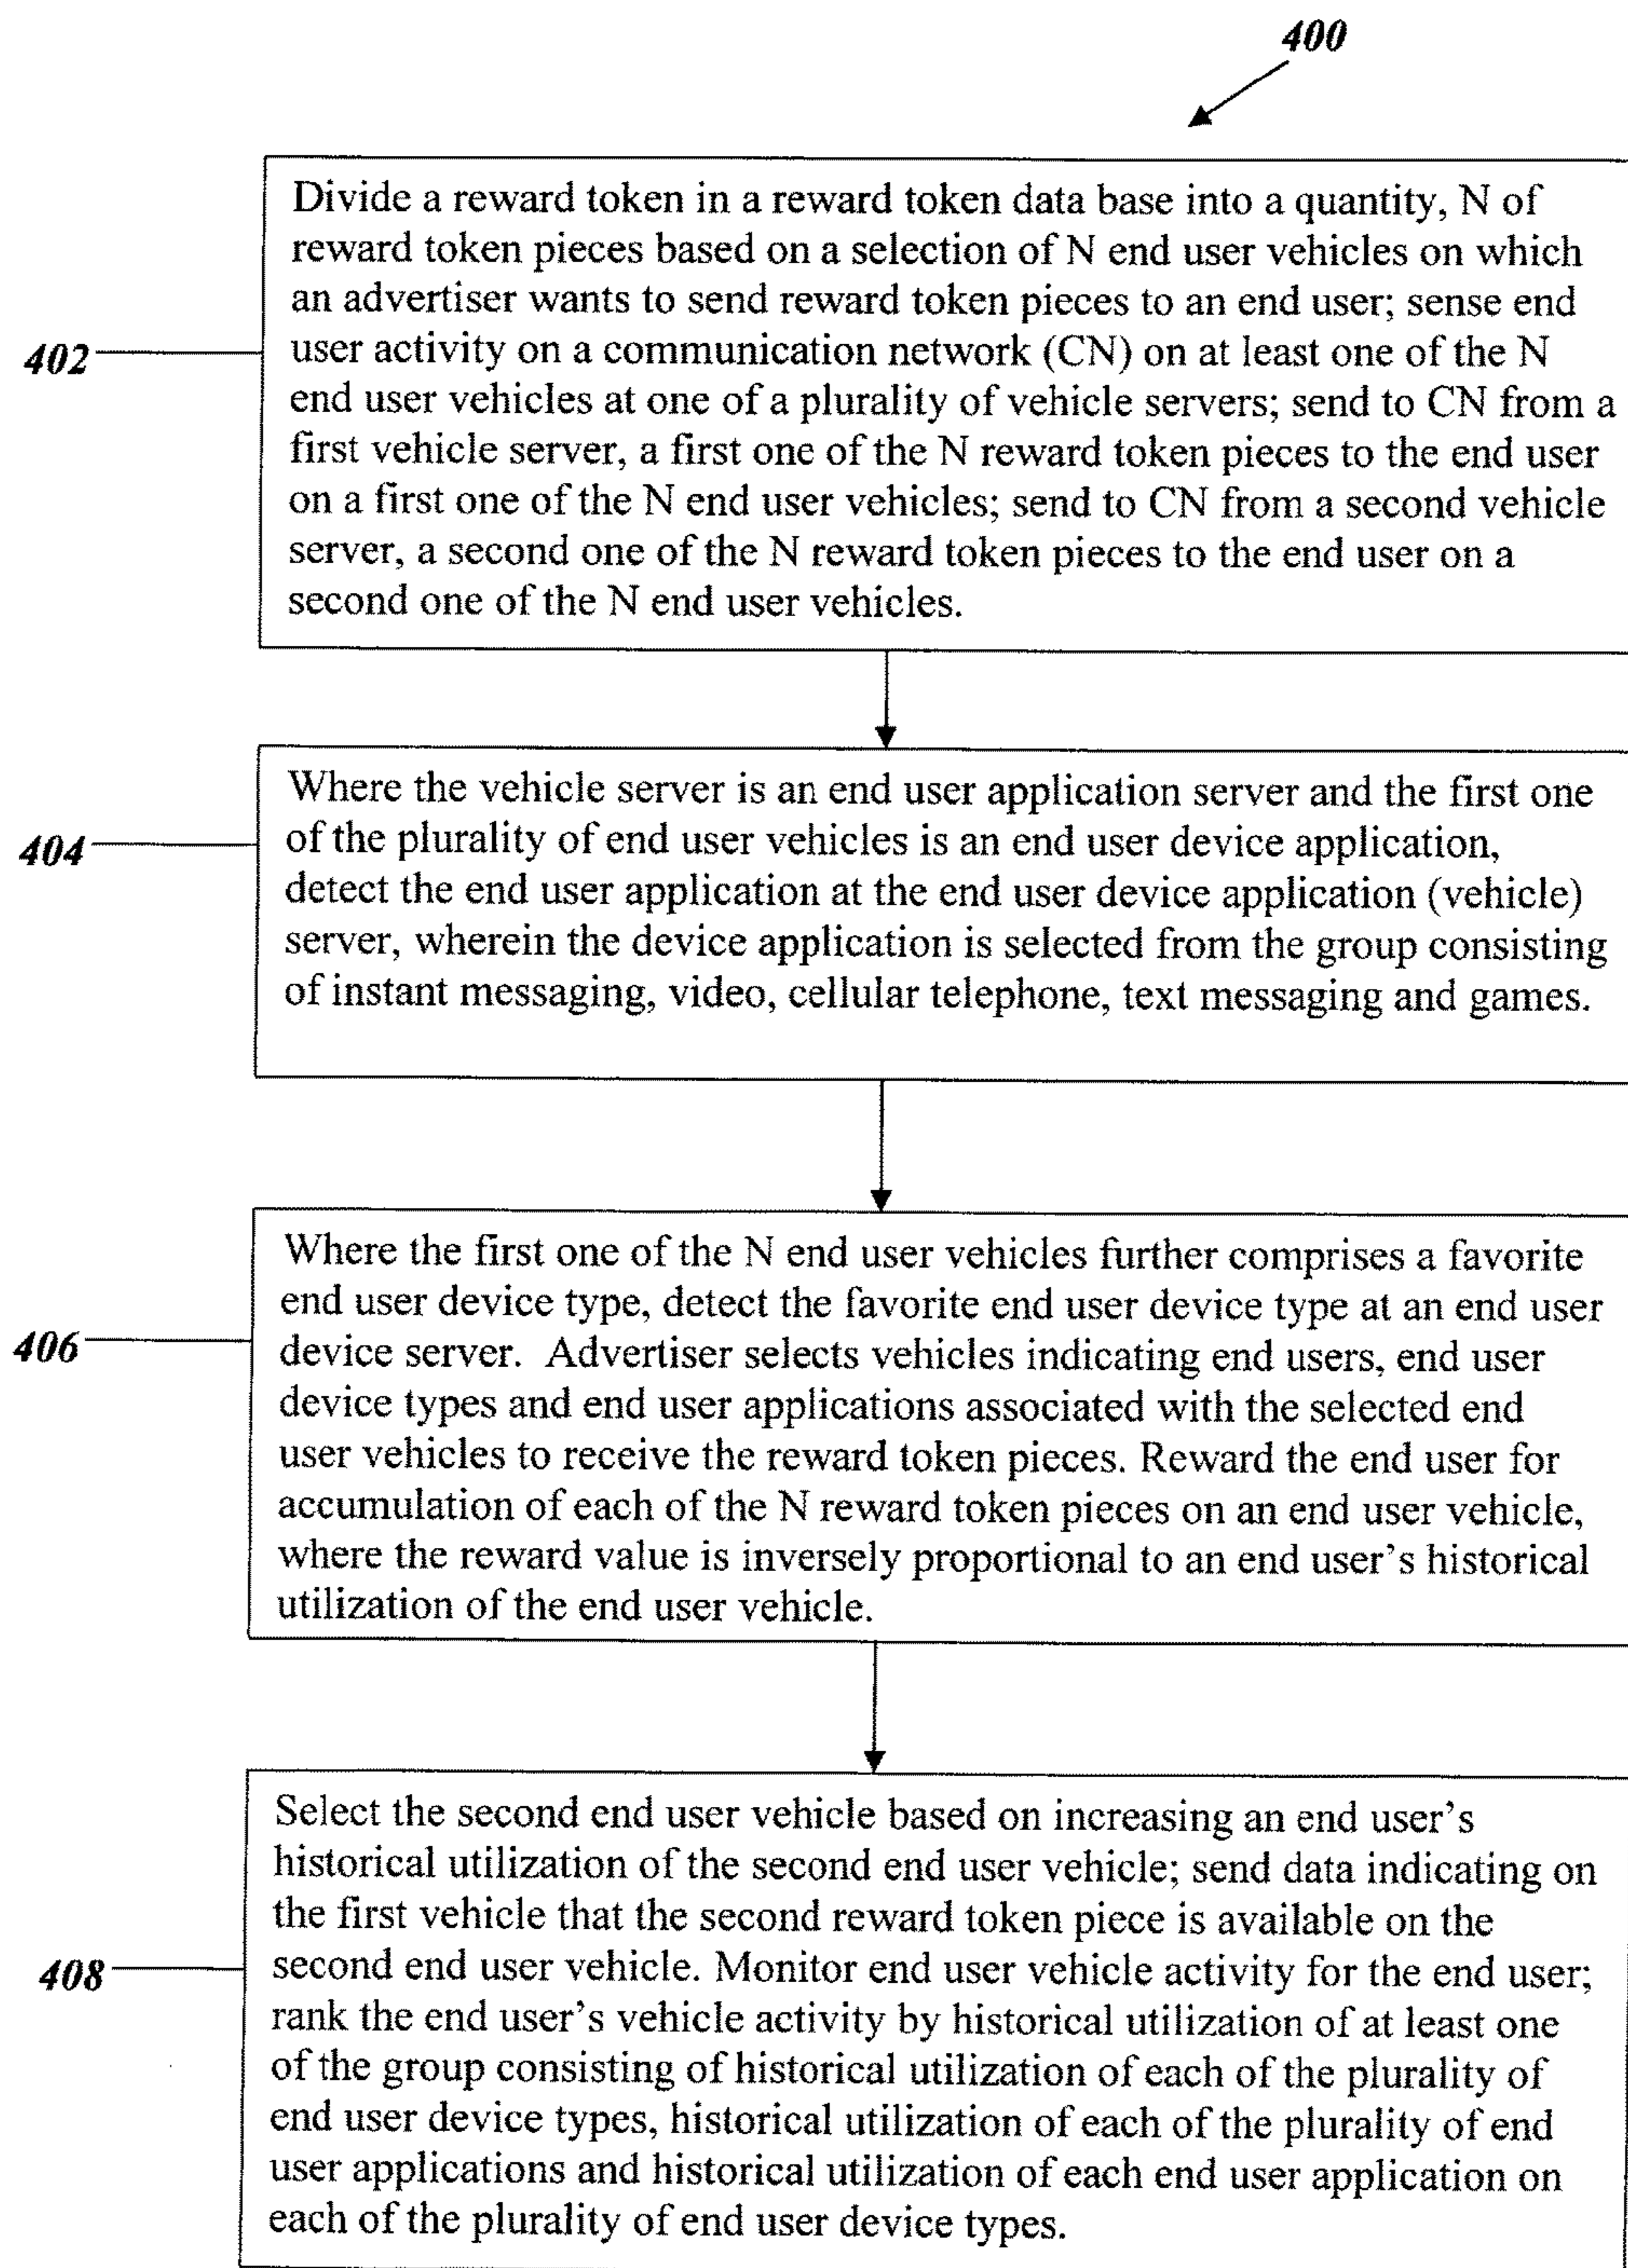 400
Divide a reward token in a reward token data base into a quantity, N of
reward token pieces based on a selection of N end user vehicles on which
an advertiser wants to send reward token pieces to an end user; sense end
user activity on a communication network (CN) on at least one of the N
end user vehicles at one of a plurality of vehicle servers; send to CN from a
first vehicle server, a first one of the N reward token pieces to the end user
on a first one of the N end user vehicles; send to CN from a second vehicle
server, a second one of the N reward token pieces to the end user on a
second one of the N end user vehicles.
402
Where the vehicle server is an end user application server and the first one
of the plurality of end user vehicles is an end user device application,
detect the end user application at the end user device application (vehicle)
server, wherein the device application is selected from the group consisting
of instant messaging, video, cellular telephone, text messaging and games.
404
Where the first one of the N end user vehicles further comprises a favorite
end user device type, detect the favorite end user device type at an end user
device server. Advertiser selects vehicles indicating end users, end user
device types and end user applications associated with the selected end
user vehicles to receive the reward token pieces. Reward the end user for
accumulation of each of the N reward token pieces on an end user vehicle,
where the reward value is inversely proportional to an end user's historical
utilization of the end user vehicle.
406
Select the second end user vehicle based on increasing an end user's
historical utilization of the second end user vehicle; send data indicating on
the first vehicle that the second reward token piece is available on the
second end user vehicle. Monitor end user vehicle activity for the end user;
rank the end user's vehicle activity by historical utilization of at least one
of the group consisting of historical utilization of each of the plurality of
end user device types, historical utilization of each of the plurality of end
user applications and historical utilization of each end user application on
each of the plurality of end user device types.
408